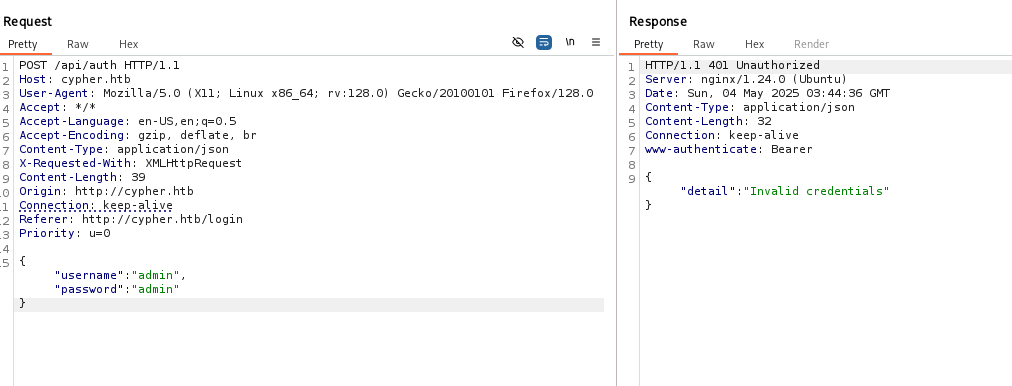 Request
Pretty Raw Hex \n
1 POST /api/auth HTTP/1.1
2 Host: cypher.htb
3 User-Agent: Mozilla/5.0 (X11; Linux x86_64; rv:128.0) Gecko/20100101 Firefox/128.0
4 Accept: */*
5 Accept-Language: en-US,en;q=0.5
6 Accept-Encoding: gzip, deflate, br
7 Content-Type: application/json
8 X-Requested-With: XMLHttpRequest
9 Content-Length: 39
.0 Origin: http://cypher.htb
.1 Connection: keep-alive
.2 Referer: http://cypher.htb/login
.3 Priority: u=0
.4
.5 {
"username":"admin",
"password":"admin"
}
Response
Pretty Raw Hex Render
1 HTTP/1.1 401 Unauthorized
2 Server: nginx/1.24.0 (Ubuntu)
3 Date: Sun, 04 May 2025 03:44:36 GMT
4 Content-Type: application/json
5 Content-Length: 32
6 Connection: keep-alive
7 www-authenticate: Bearer
8
9 {
"detail":"Invalid credentials"
}